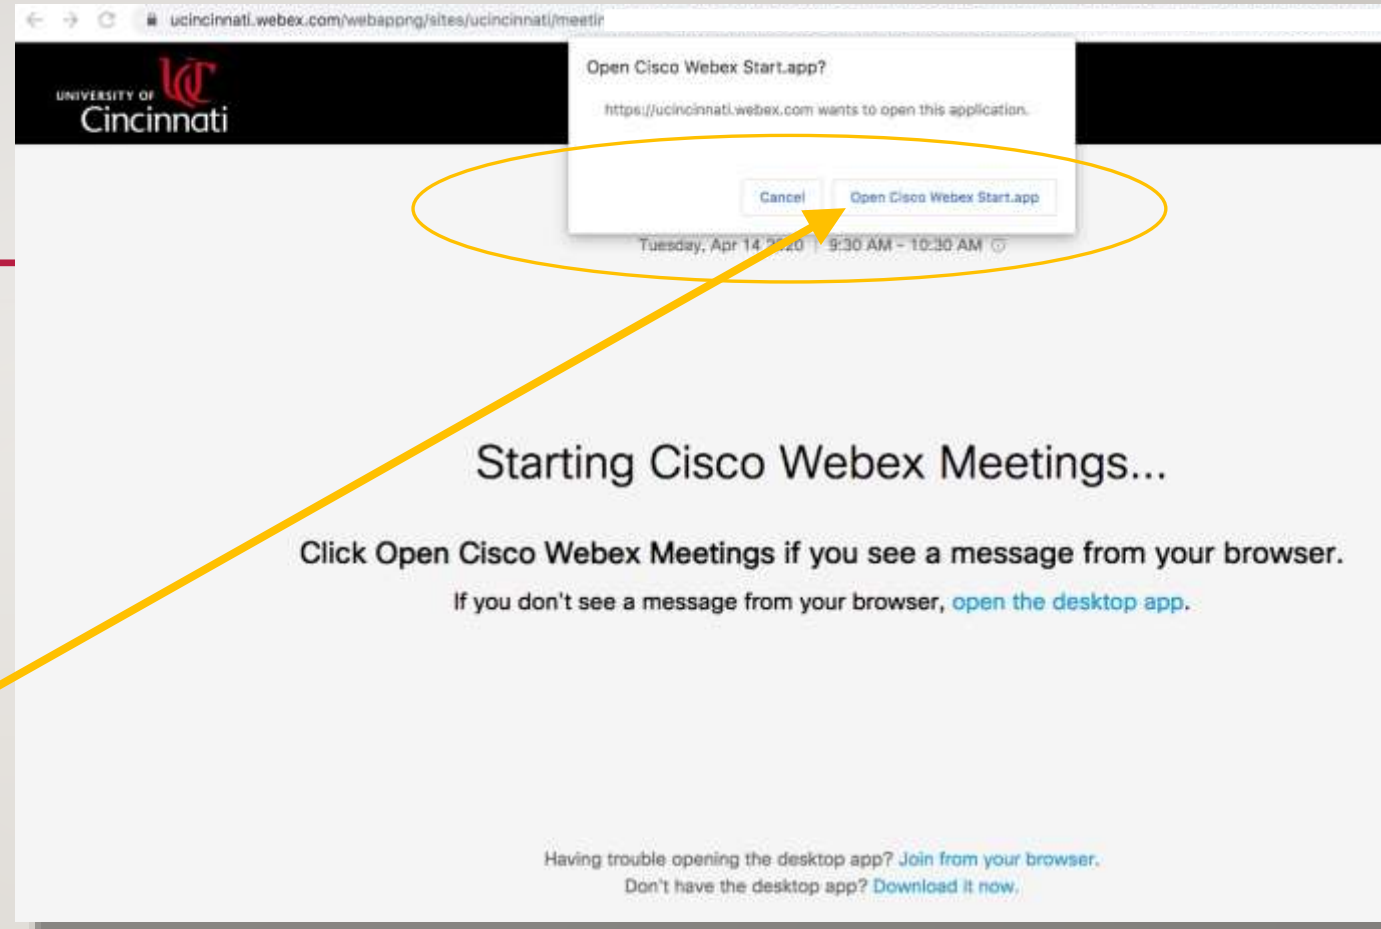 ucincinnati.webex.com/webappng/sites/ucincinnati/meetin
UNIVERSITY OF
Cincinnati
Open Cisco Webex Start.app?
https://ucincinnati.webex.com wants to open this application.
Cancel
Open Cisco Webex Start.app
Tuesday, Apr 14 2020 | 9:30 AM – 10:30 AM
Starting Cisco Webex Meetings...
Click Open Cisco Webex Meetings if you see a message from your browser.
If you don't see a message from your browser, open the desktop app.
Having trouble opening the desktop app? Join from your browser.
Don't have the desktop app? Download it now.